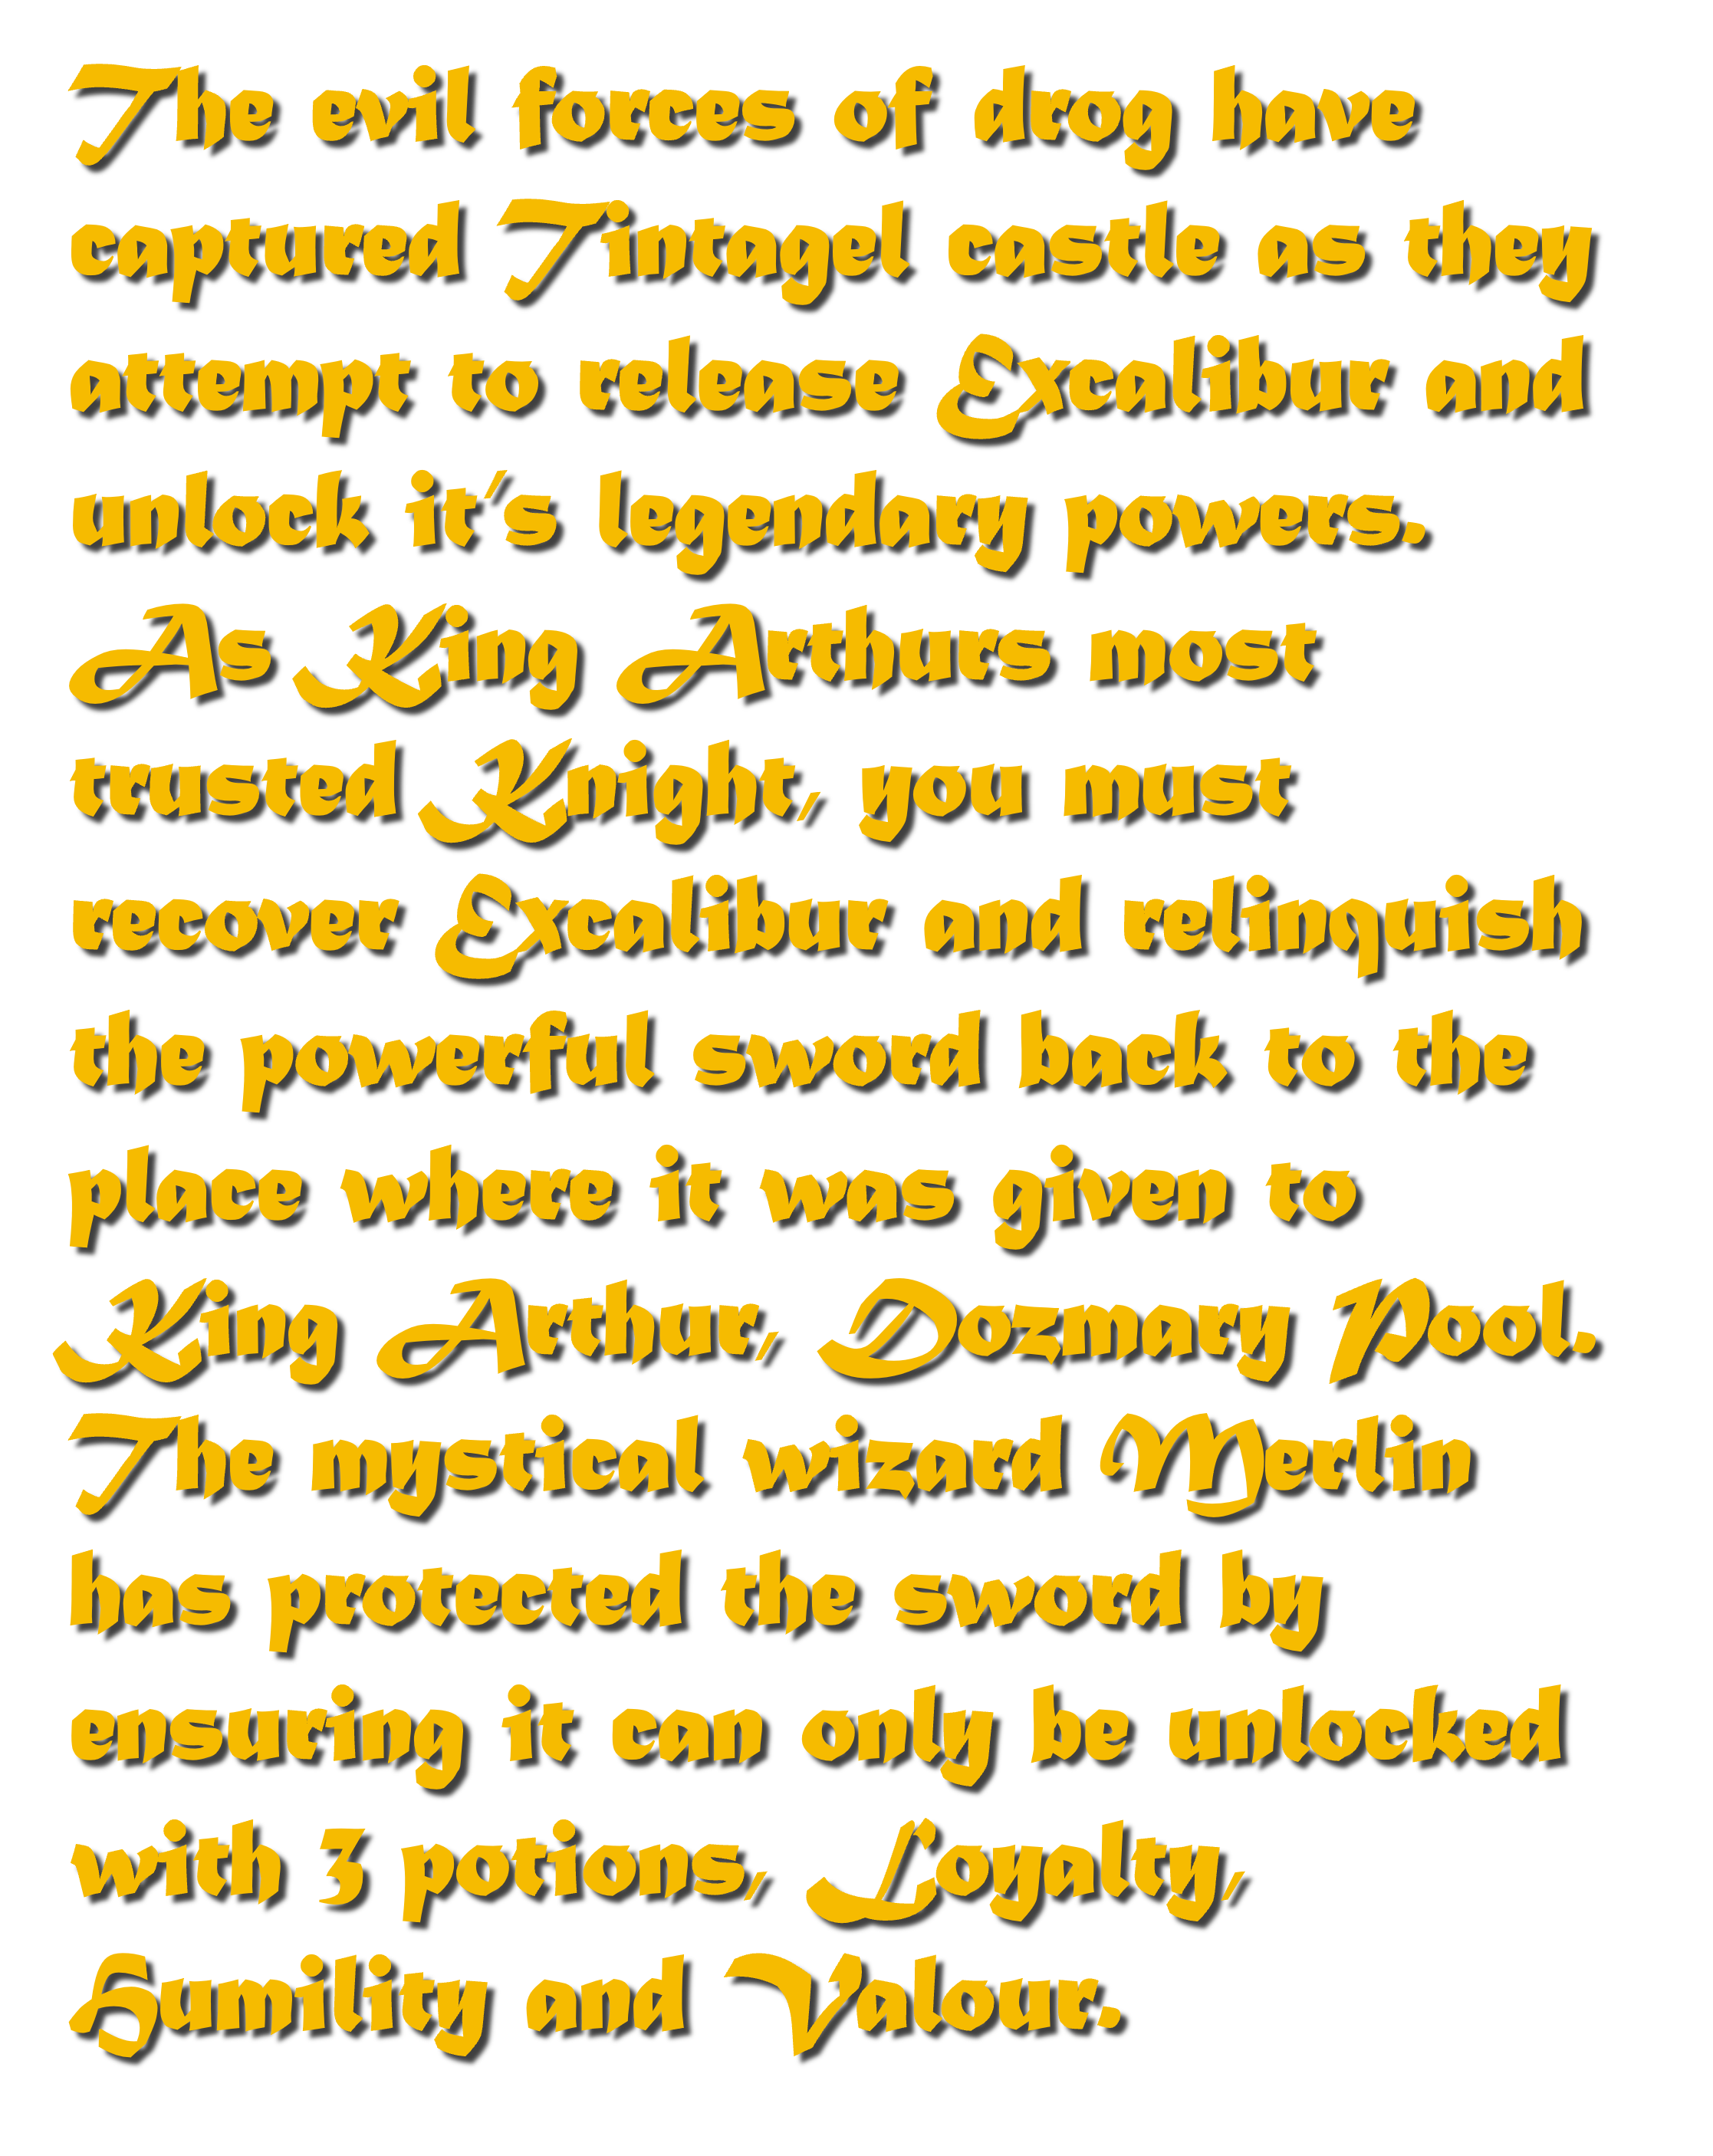 The evil forces of drog have
captured Tintagel castle as they
attempt to release Excalibur and
unlock it's legendary powers.
As King Arthurs most
trusted Knight, you must
recover Excalibur and relinquish
the powerful sword back to the
place where it was given to
King Arthur, Dozmary Pool.
The mystical wizard Merlin
has protected the sword by
ensuring it can only be unlocked
with 3 potions, Loyalty,
Humility and Valour.